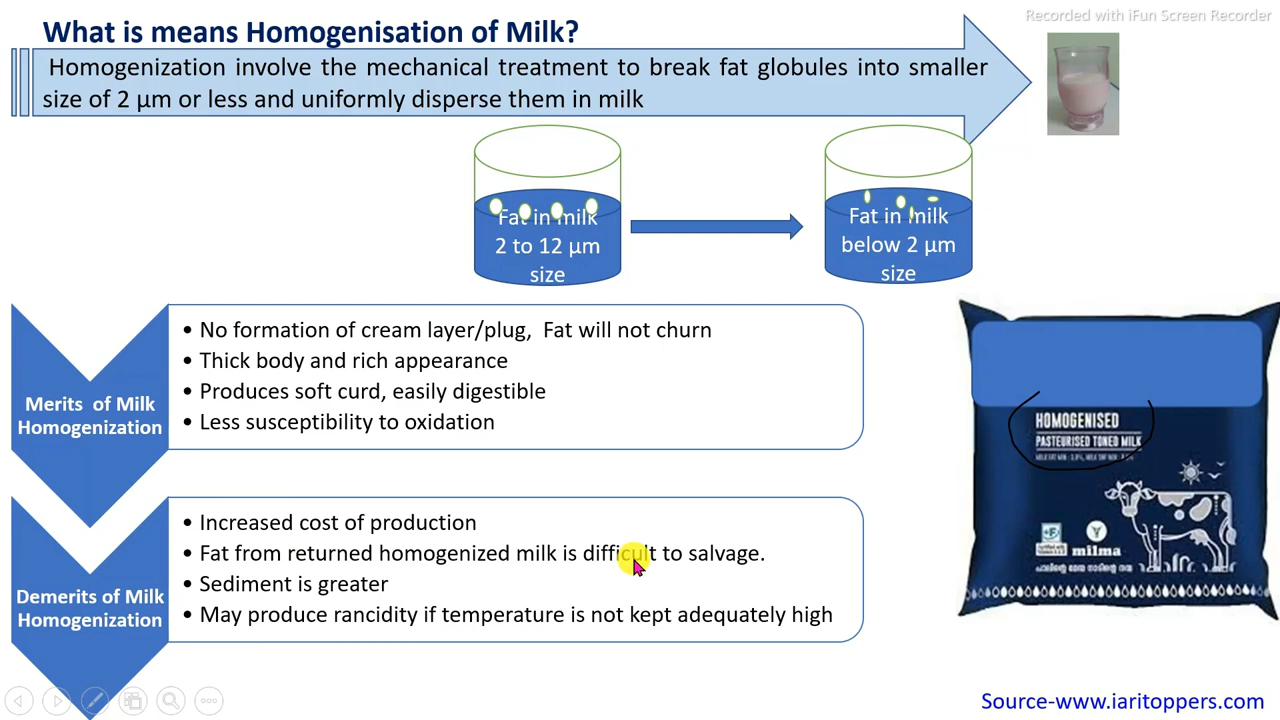 Recorded with iFun Screen Recorder
What is means Homogenisation of Milk?
Homogenization involve the mechanical treatment to break fat globules into smaller
size of 2 µm or less and uniformly disperse them in milk
Fat in milk
2 to 12 µm
size
Fat in milk
below 2 µm
size
Merits of Milk
Homogenization
• No formation of cream layer/plug, Fat will not churn
• Thick body and rich appearance
• Produces soft curd, easily digestible
• Less susceptibility to oxidation
HOMOGENISED
PASTEURISED TONED MILK
Demerits of Milk
Homogenization
• Increased cost of production
• Fat from returned homogenized milk is difficult to salvage.
• Sediment is greater
• May produce rancidity if temperature is not kept adequately high
+F
milma
Source-www.iaritoppers.com